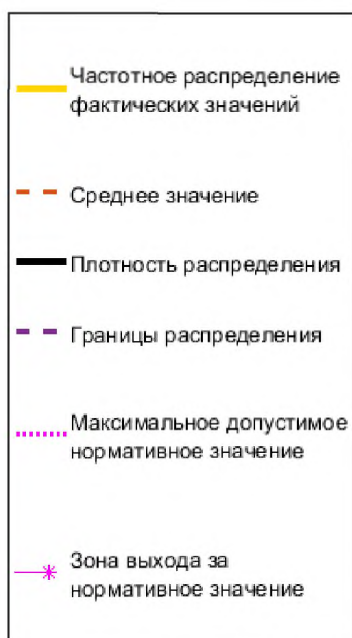 Частотное распределение
фактических значений
Среднее значение
Плотность распределения
Границы распределения
Максимальное допустимое
нормативное значение
Зона выхода за
нормативное значение